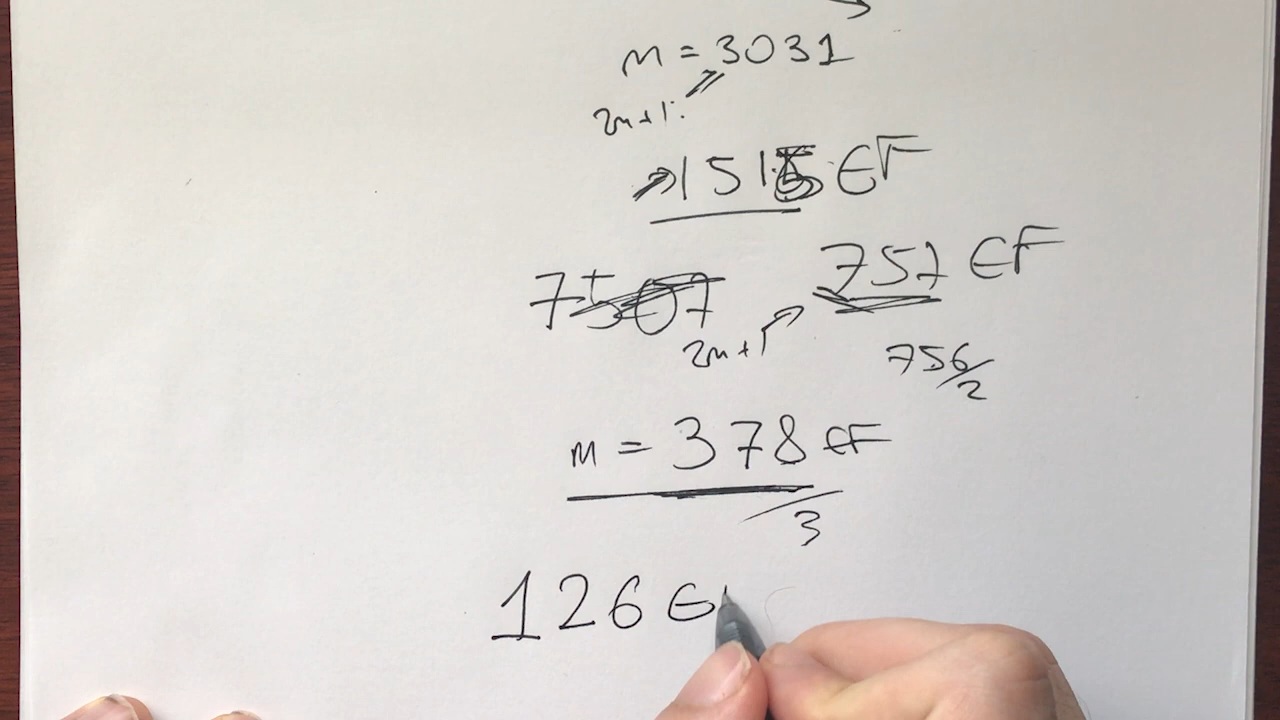 m = 3031
2m+1:
1515 ∈ F
757 ∈ F
7507
2m+1
756/2
m = 378 ∈ F
/3
126 ∈